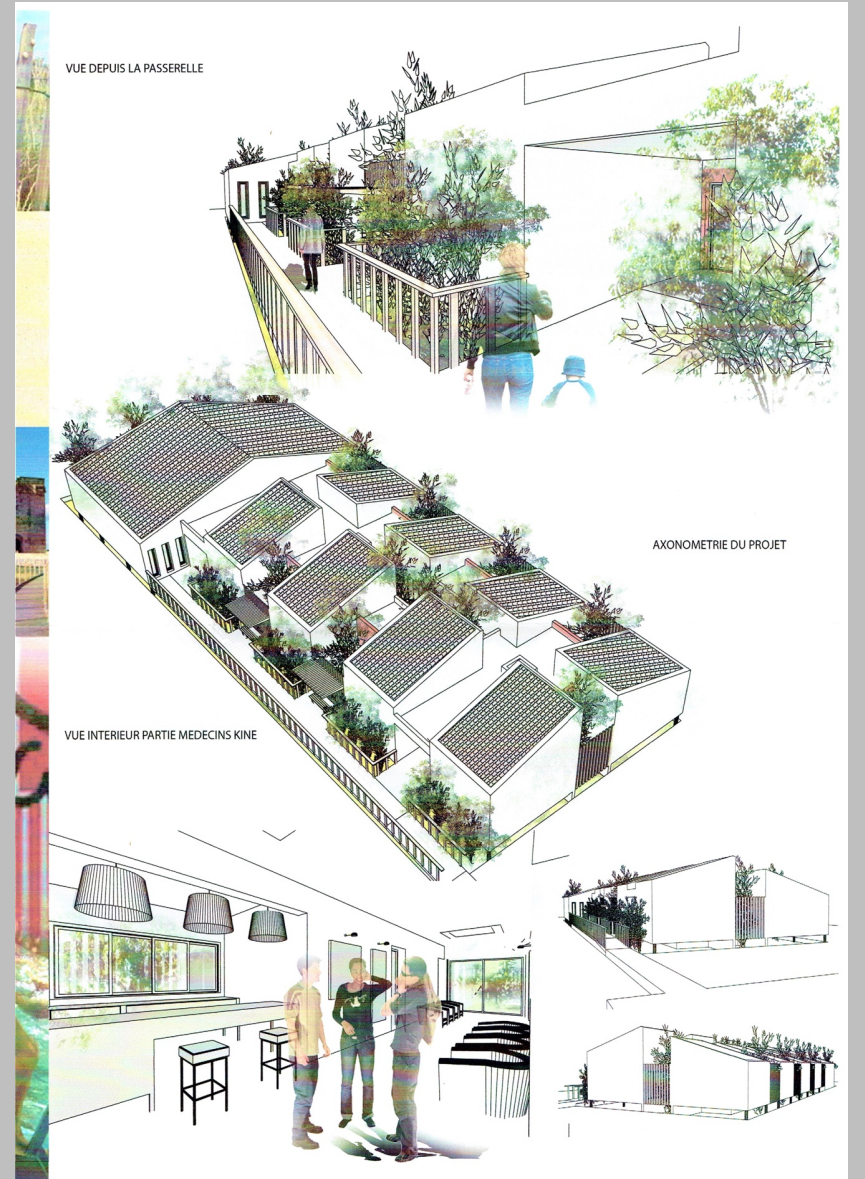 VUE DEPUIS LA PASSERELLE
AXONOMETRIE DU PROJET
VUE INTERIEUR PARTIE MEDECINS KINE